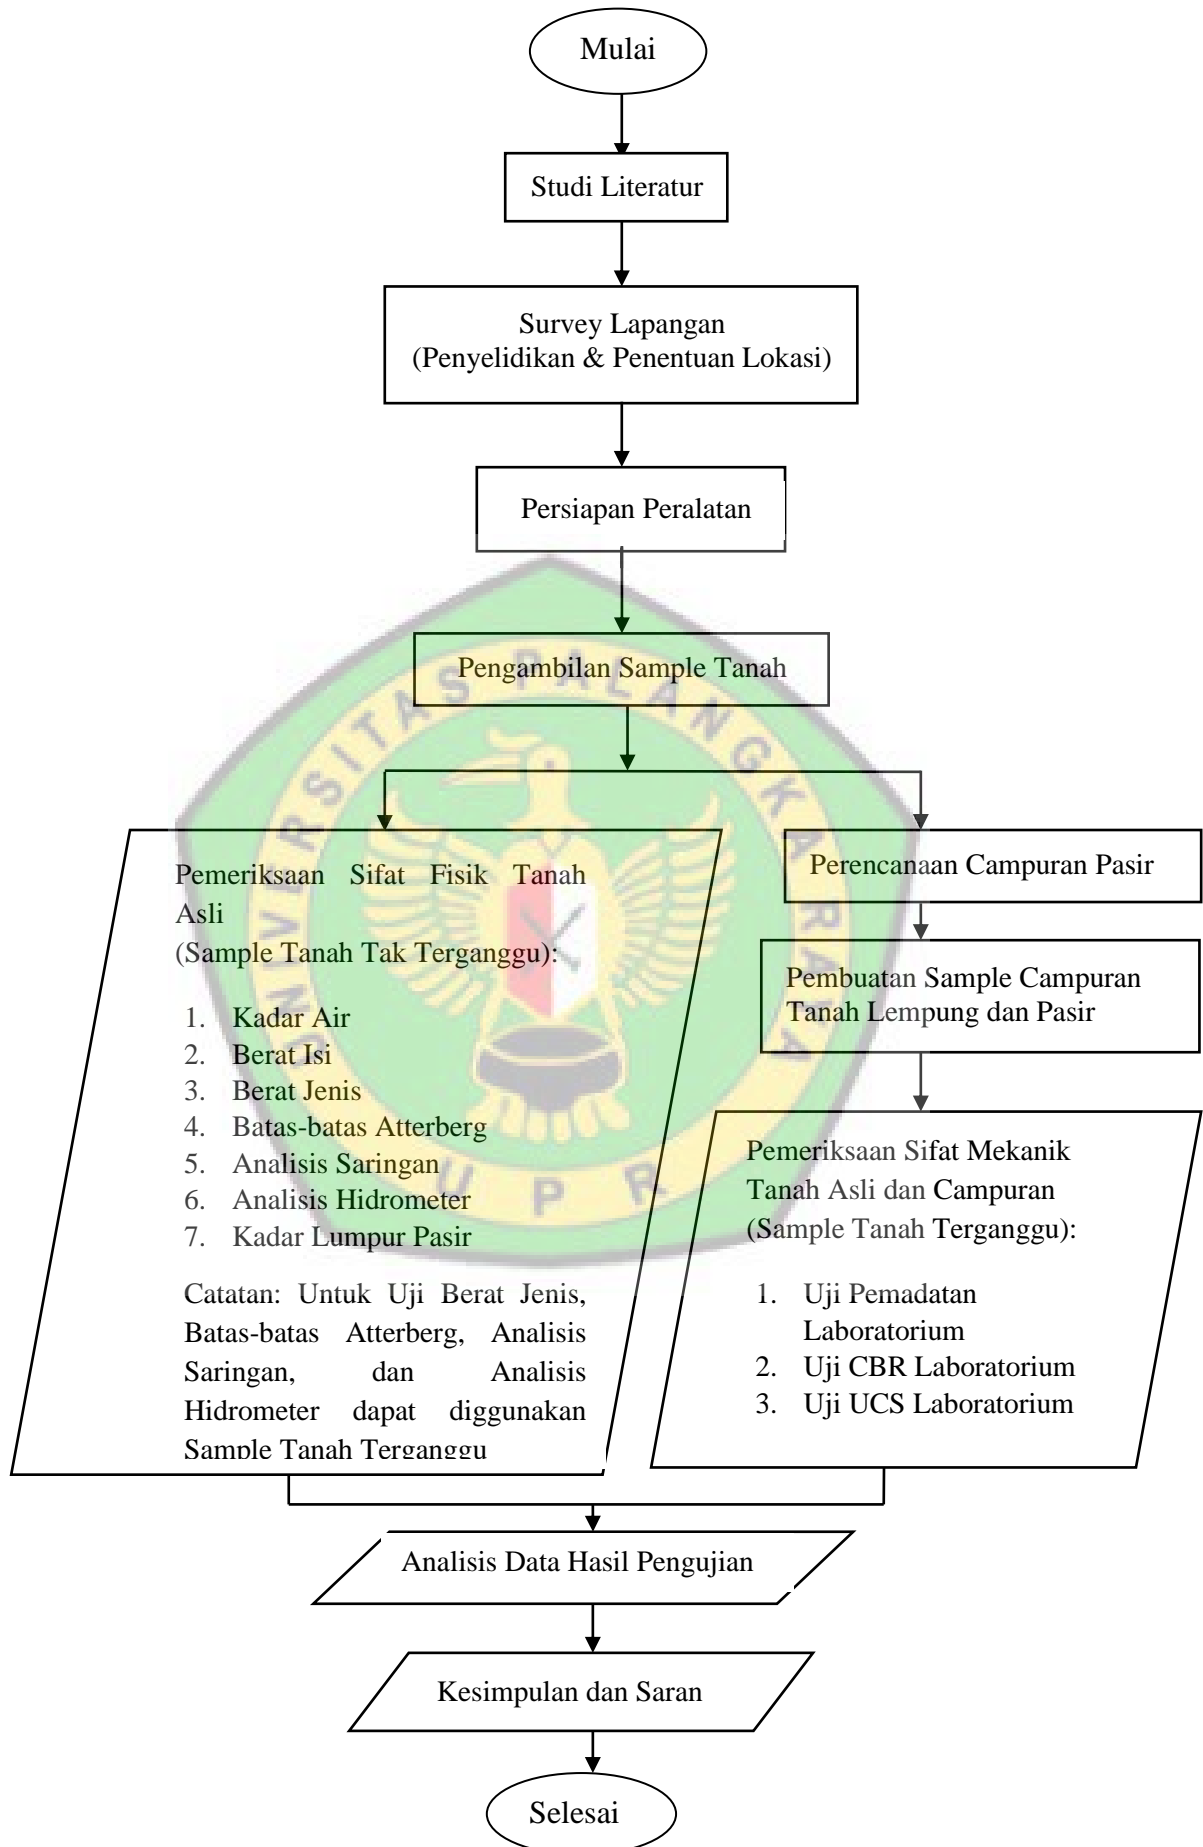 Mulai
Studi Literatur
Survey Lapangan
(Penyelidikan & Penentuan Lokasi)
Persiapan Peralatan
Pengambilan Sample Tanah
UNIVERSITAS PALANGKA RAYA
UPR
Pemeriksaan Sifat Fisik Tanah
Asli
(Sample Tanah Tak Terganggu):
1. Kadar Air
2. Berat Isi
3. Berat Jenis
4. Batas-batas Atterberg
5. Analisis Saringan
6. Analisis Hidrometer
7. Kadar Lumpur Pasir
Catatan: Untuk Uji Berat Jenis,
Batas-batas Atterberg, Analisis
Saringan, dan Analisis
Hidrometer dapat diggunakan
Sample Tanah Terganggu
Perencanaan Campuran Pasir
Pembuatan Sample Campuran
Tanah Lempung dan Pasir
Pemeriksaan Sifat Mekanik
Tanah Asli dan Campuran
(Sample Tanah Terganggu):
1. Uji Pemadatan
Laboratorium
2. Uji CBR Laboratorium
3. Uji UCS Laboratorium
Analisis Data Hasil Pengujian
Kesimpulan dan Saran
Selesai